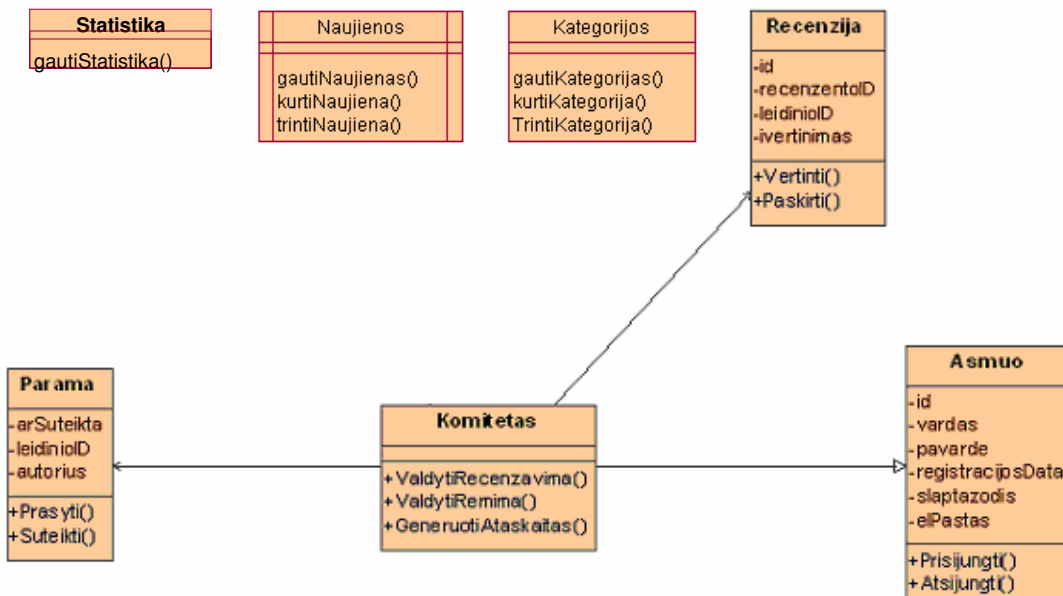 Statistika
gautiStatistika()
Naujienos
gautiNaujienas()
kurtiNaujiena()
trintiNaujiena()
Kategorijos
gautiKategorijas()
kurtiKategorija()
TrintiKategorija()
Recenzija
-id
-recenzentoID
-leidinioID
-ivertinimas
+Vertinti()
+Paskirti()
Parama
-arSuteikta
-leidinioID
-autorius
+Prasyti()
+Suteikti()
Komitetas
+ValdytiRecenzavima()
+ValdytiRemima()
+GeneruotiAtaskaitas()
Asmuo
-id
-vardas
-pavarde
-registracijosData
-slaptazodis
-elPastas
+Prisijungti()
+Atsijungti()